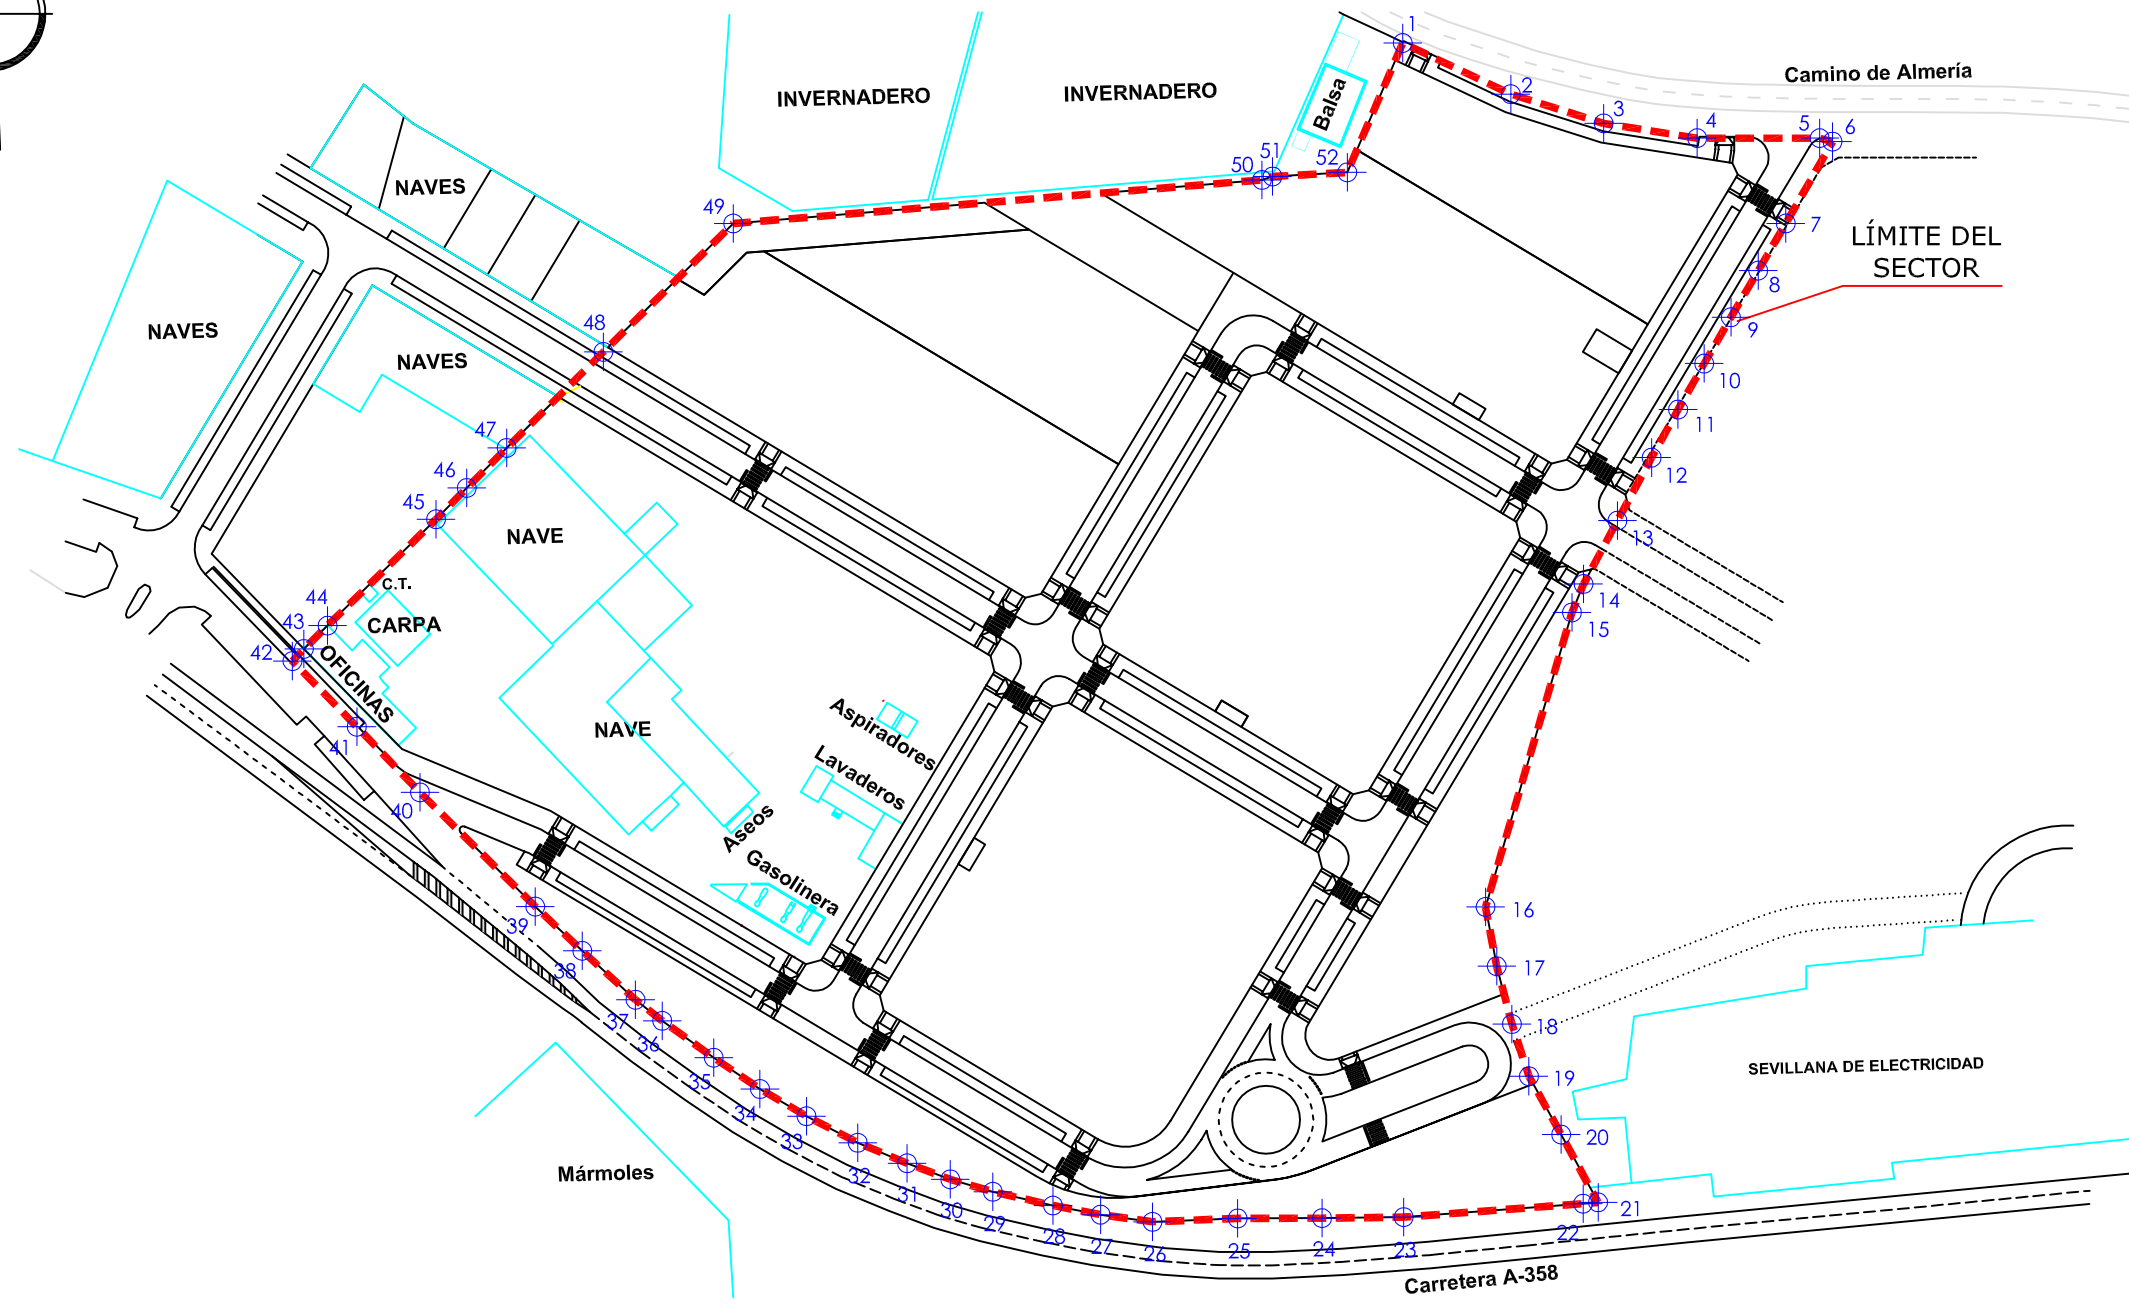 1
Camino de Almería
INVERNADERO
INVERNADERO
Balsa
2
3
4
5
6
50
51
52
NAVES
49
7
LÍMITE DEL
SECTOR
8
9
48
NAVES
NAVES
10
11
47
12
46
45
NAVE
13
C.T.
14
44
CARPA
15
43
42
OFICINAS
41
NAVE
Aspiradores
Lavaderos
40
Aseos
Gasolinera
39
16
38
17
37
18
36
35
19
SEVILLANA DE ELECTRICIDAD
34
33
20
32
Mármoles
31
30
29
28
27
26
25
24
23
22
21
Carretera A-358